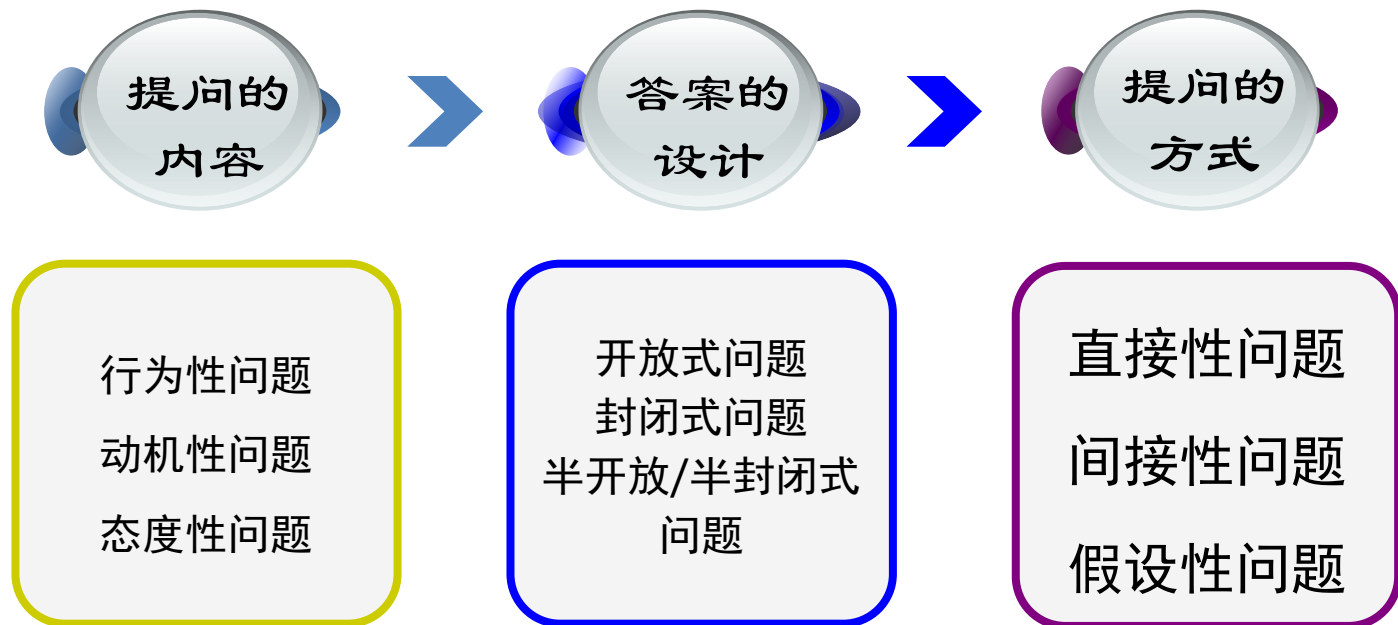 提问的
内容
答案的
设计
提问的
方式
行为性问题
动机性问题
态度性问题
开放式问题
封闭式问题
半开放/半封闭式
问题
直接性问题
间接性问题
假设性问题